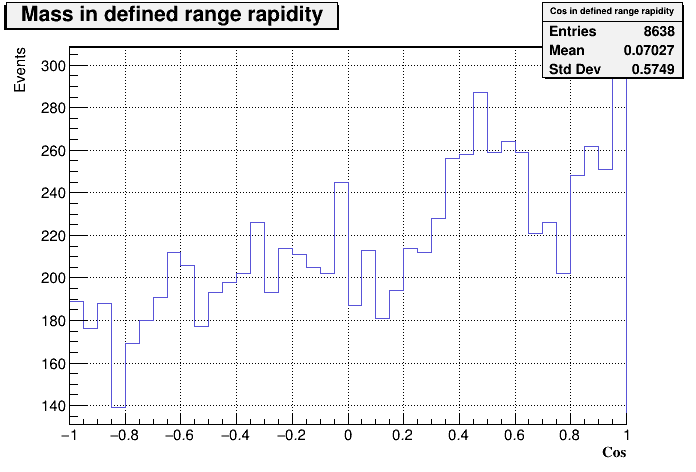 Mass in defined range rapidity
Cos in defined range rapidity
Entries 8638
Mean 0.07027
Std Dev 0.5749
Events
300
280
260
240
220
200
180
160
140
−1 −0.8 −0.6 −0.4 −0.2 0 0.2 0.4 0.6 0.8 1
Cos